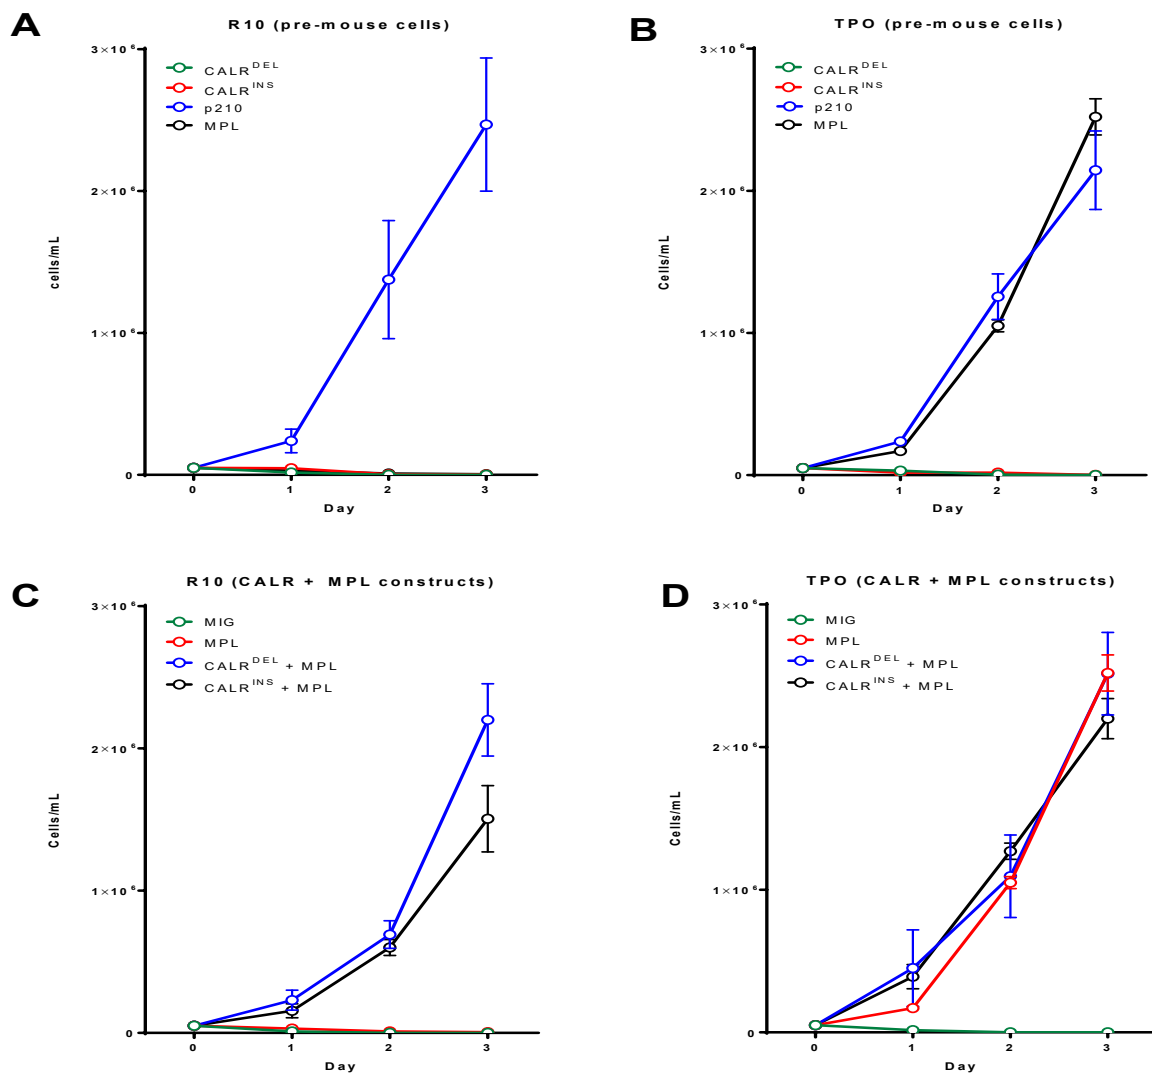 A
R10 (pre-mouse cells)
3×10⁶
2×10⁶
1×10⁶
0
cells/mL
CALR^DEL
CALR^INS
p210
MPL
0 1 2 3
Day
B
TPO (pre-mouse cells)
3×10⁶
2×10⁶
1×10⁶
0
Cells/mL
CALR^DEL
CALR^INS
p210
MPL
0 1 2 3
Day
C
R10 (CALR + MPL constructs)
3×10⁶
2×10⁶
1×10⁶
0
Cells/mL
MIG
MPL
CALR^DEL + MPL
CALR^INS + MPL
0 1 2 3
Day
D
TPO (CALR + MPL constructs)
3×10⁶
2×10⁶
1×10⁶
0
Cells/mL
MIG
MPL
CALR^DEL + MPL
CALR^INS + MPL
0 1 2 3
Day